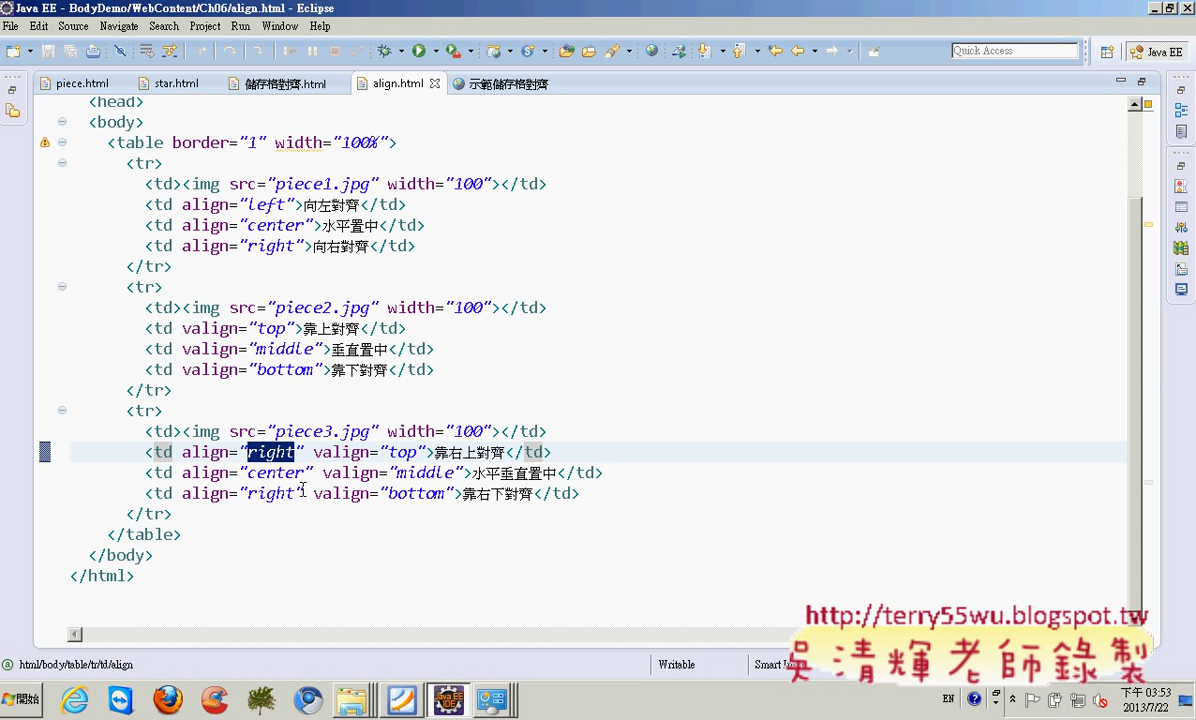 Java EE - BodyDemo/WebContent/Ch06/align.html - Eclipse
File Edit Source Navigate Search Project Run Window Help
Quick Access
Java EE
piece.html
star.html
儲存格對齊.html
align.html
示範儲存格對齊
<head>
<body>
<table border="1" width="100%">
<tr>
<td><img src="piece1.jpg" width="100"></td>
<td align="left">向左對齊</td>
<td align="center">水平置中</td>
<td align="right">向右對齊</td>
</tr>
<tr>
<td><img src="piece2.jpg" width="100"></td>
<td valign="top">靠上對齊</td>
<td valign="middle">垂直置中</td>
<td valign="bottom">靠下對齊</td>
</tr>
<tr>
<td><img src="piece3.jpg" width="100"></td>
<td align="right" valign="top">靠右上對齊</td>
<td align="center" valign="middle">水平垂直置中</td>
<td align="right" valign="bottom">靠右下對齊</td>
</tr>
</table>
</body>
</html>
http://terry55wu.blogspot.tw
吳清輝老師錄製
html/body/table/tr/td/align
Writable
Smart
開始
EN
下午 03:53
2013/7/22